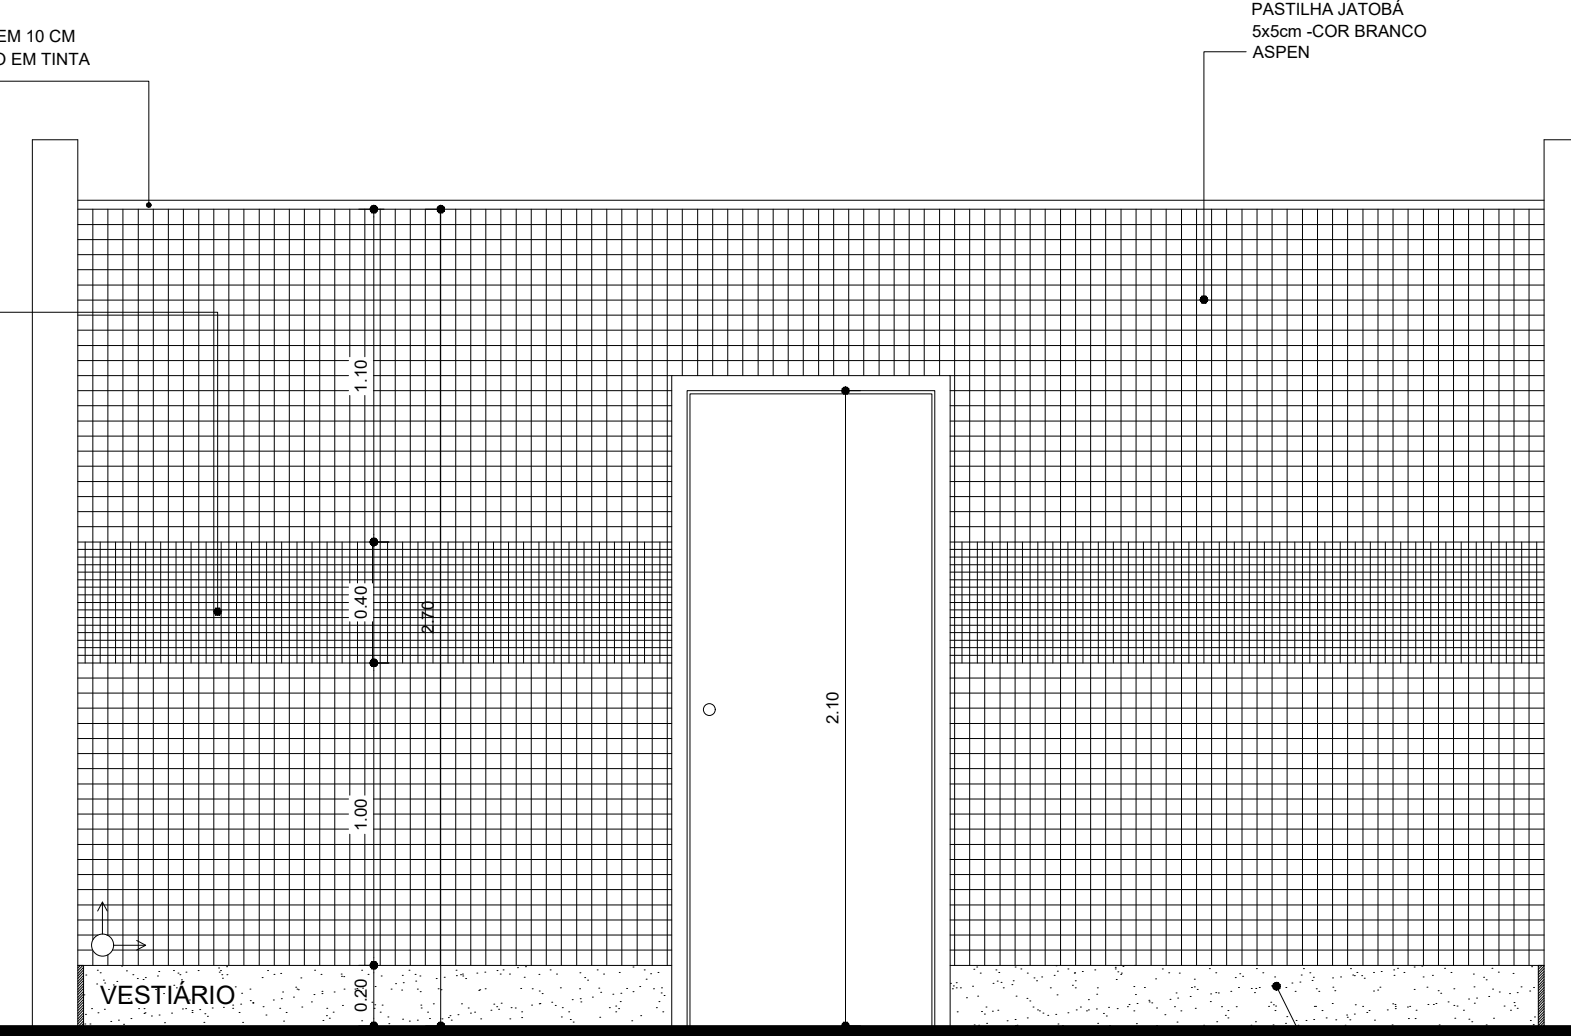 PASTILHA JATOBÁ
5x5cm -COR BRANCO
ASPEN
EM 10 CM
EM TINTA
1.10
0.40
2.70
2.10
1.00
0.20
VESTIÁRIO